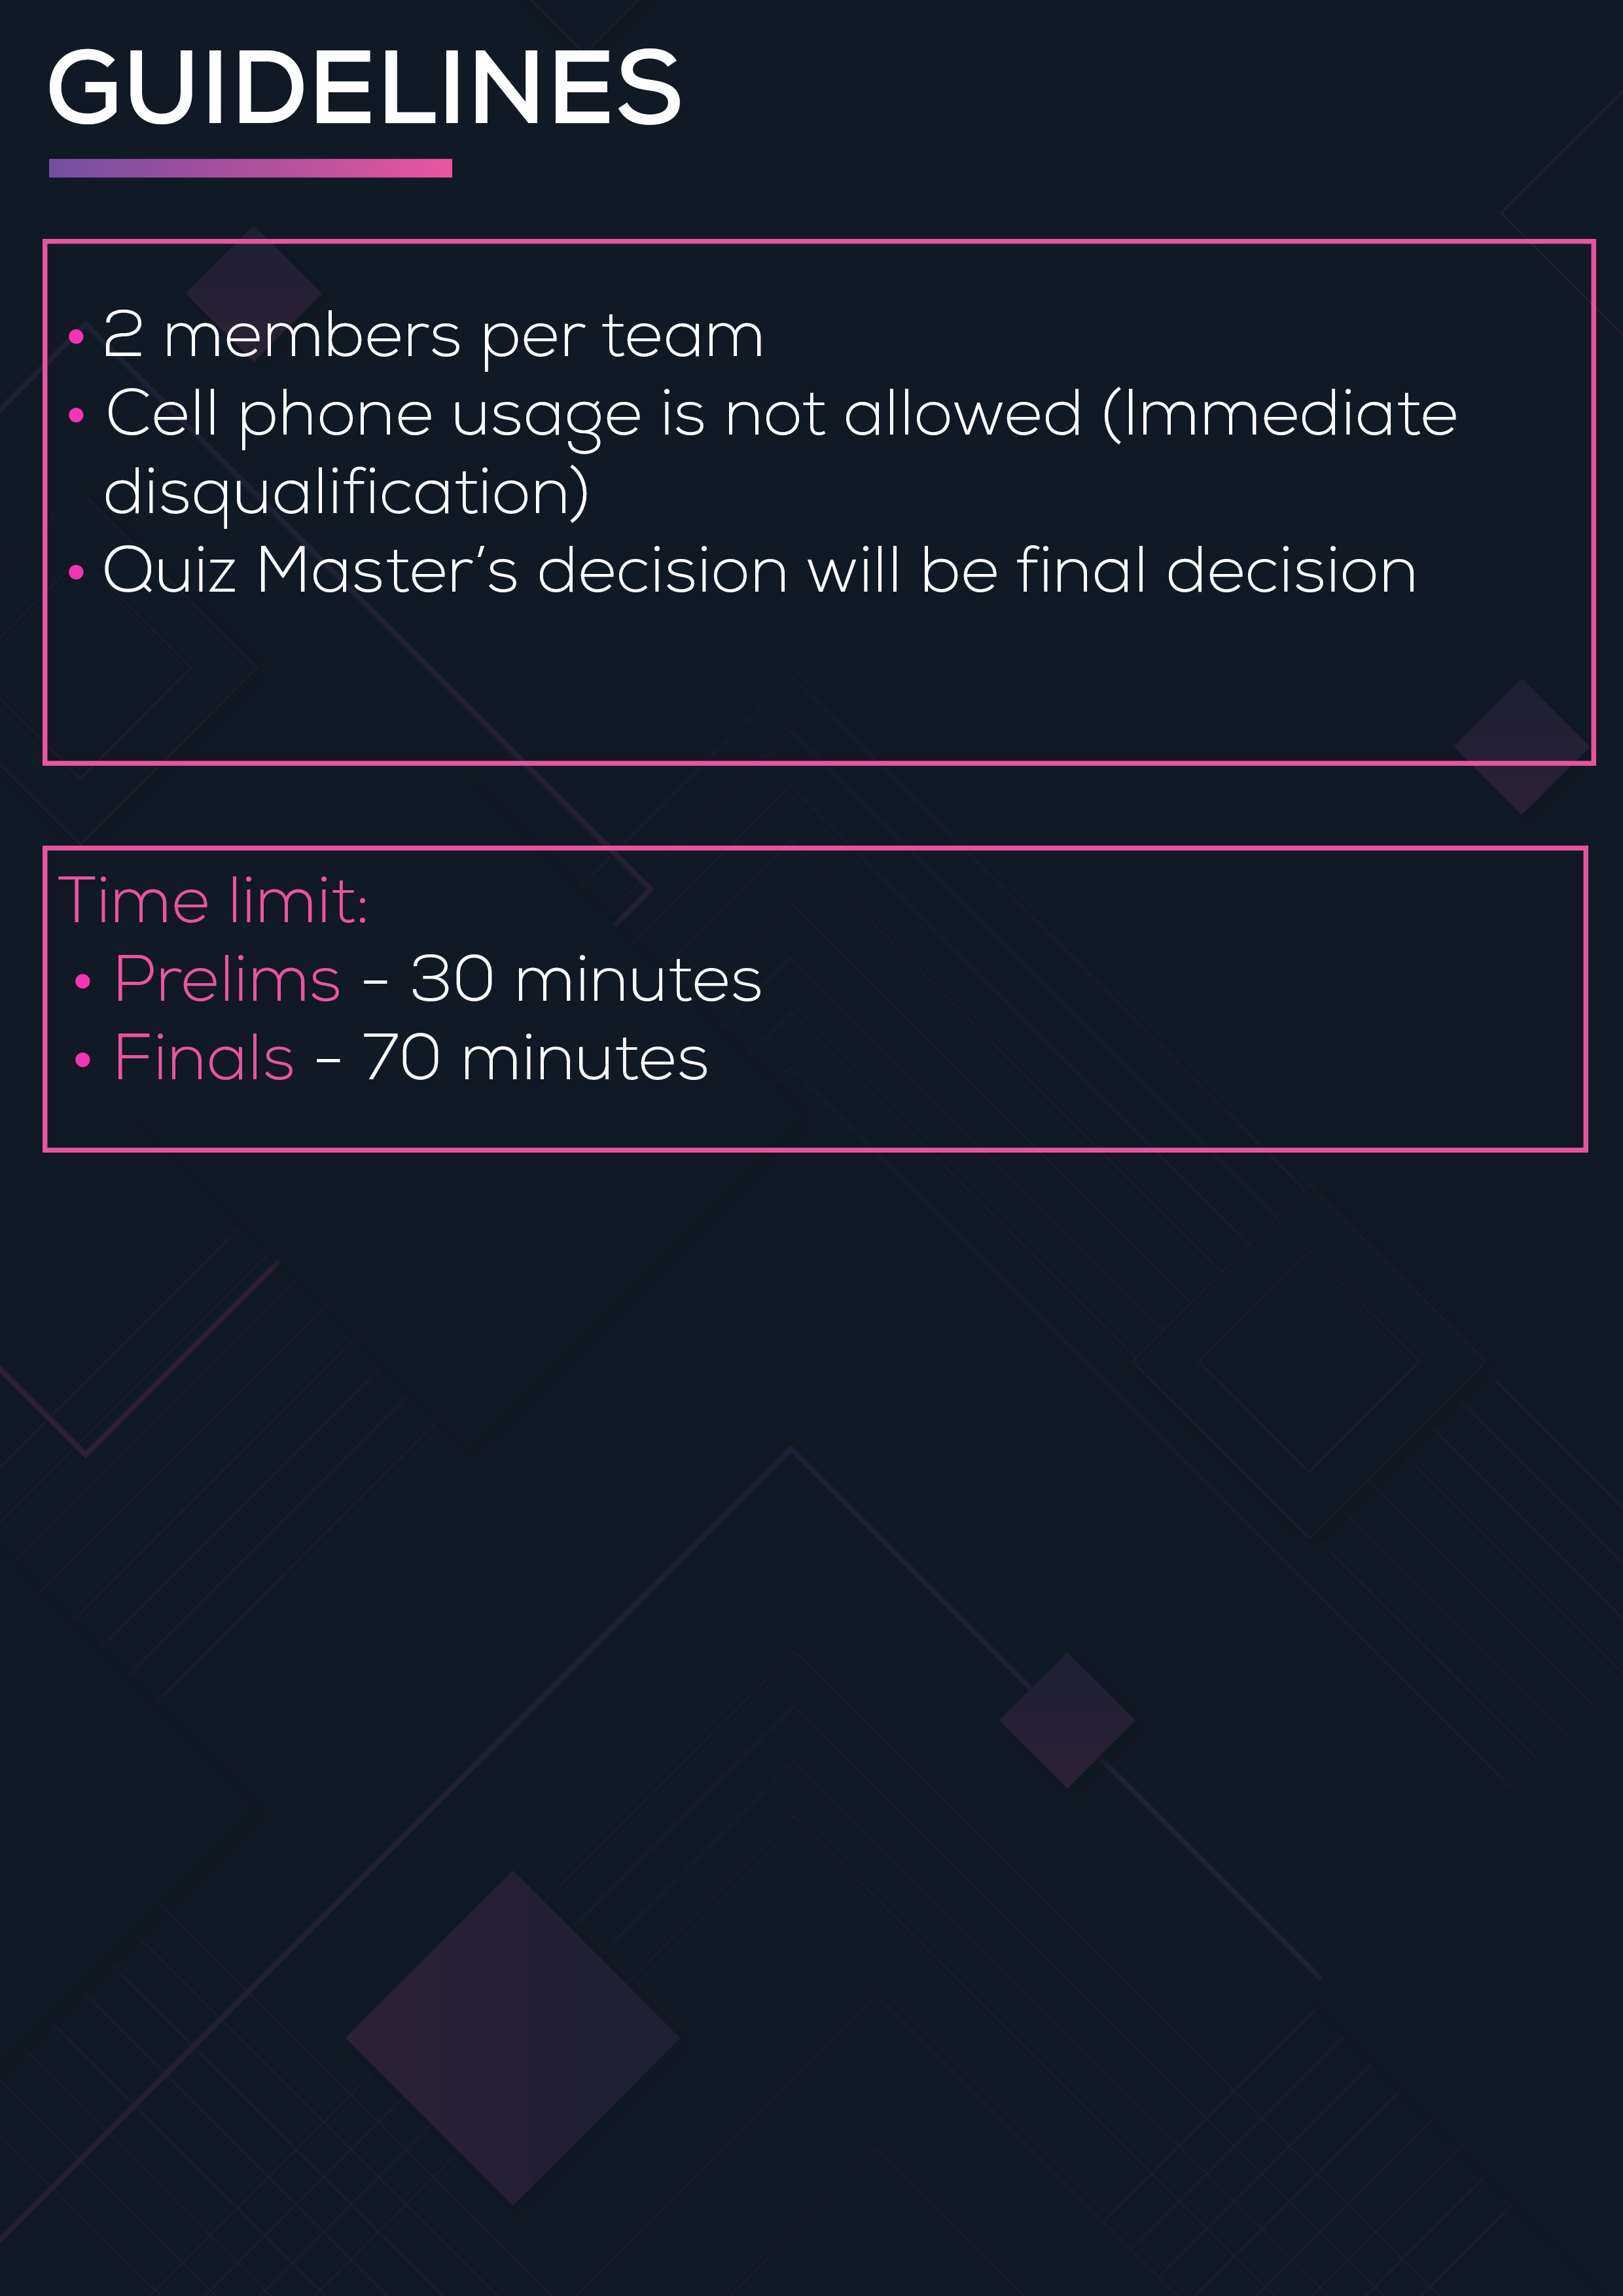 GUIDELINES
• 2 members per team
• Cell phone usage is not allowed (Immediate
disqualification)
• Quiz Master’s decision will be final decision
Time limit:
• Prelims - 30 minutes
• Finals - 70 minutes